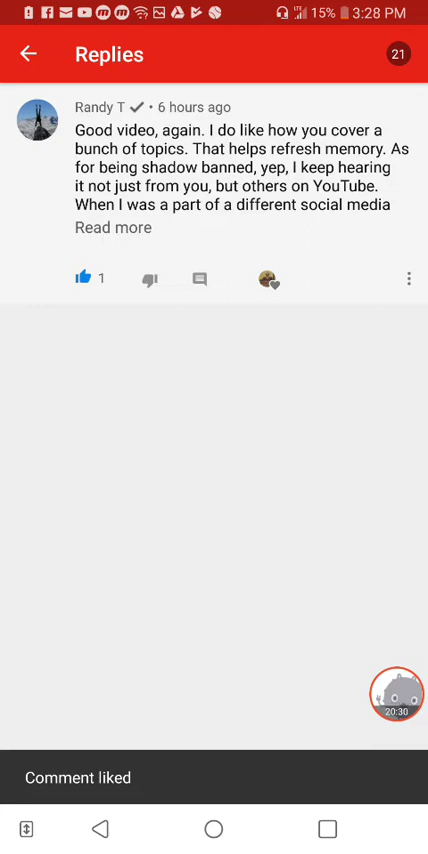 LTE 15% 3:28 PM
Replies
21
Randy T • 6 hours ago
Good video, again. I do like how you cover a
bunch of topics. That helps refresh memory. As
for being shadow banned, yep, I keep hearing
it not just from you, but others on YouTube.
When I was a part of a different social media
Read more
1
20:30
Comment liked